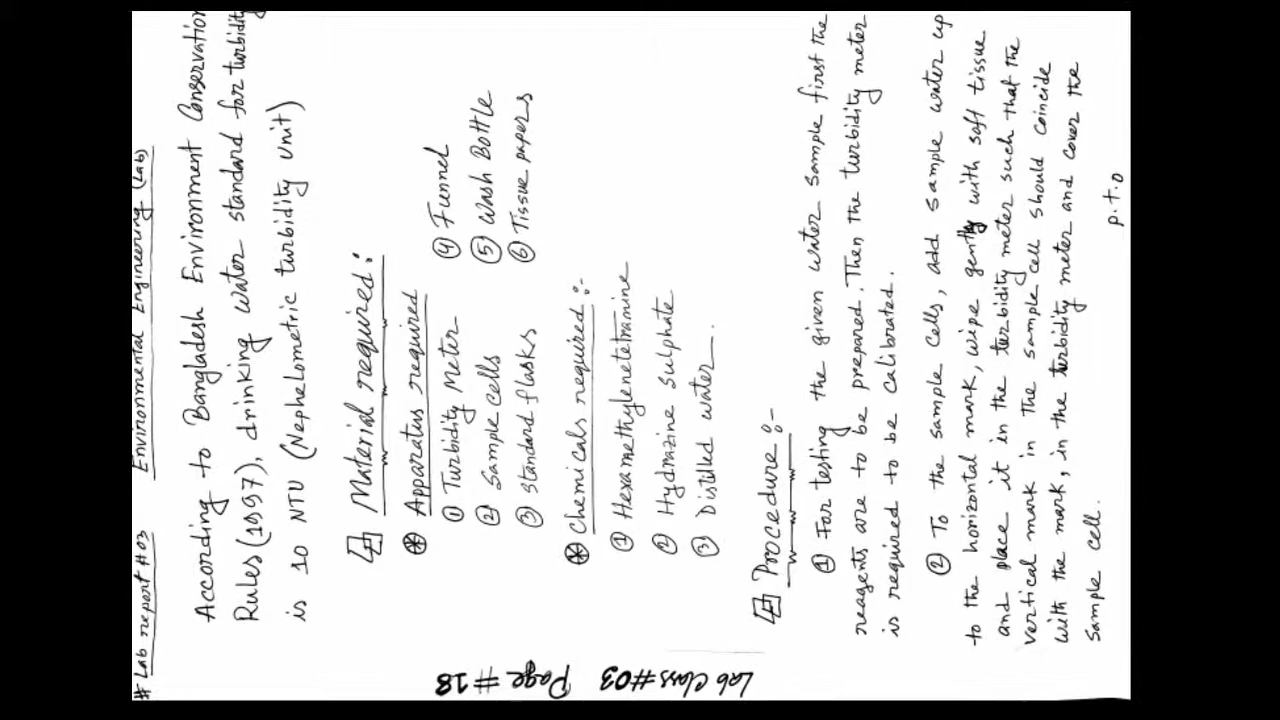 # Lab report #03 Environmental Engineering (Lab)
According to Bangladesh Environment Conservation
Rules (1997), drinking water standard for turbidity
is 10 NTU (Nephelometric turbidity unit)
Material required:
Apparatus required
① Turbidity Meter
② Sample cells
③ Standard flasks
④ Funnel
⑤ Wash Bottle
⑥ Tissue papers
Chemicals required :-
① Hexamethylenetetramine
② Hydrazine Sulphate
③ Distilled water.
Procedure :-
① For testing the given water sample first the
reagents are to be prepared. Then the turbidity meter
is required to be calibrated.
② To the sample cells, add sample water up
to the horizontal mark, wipe gently with soft tissue
and place it in the turbidity meter such that the
vertical mark in the sample cell should coincide
with the mark, in the turbidity meter and cover the
sample cell.
p.t.o
Lab Class #03 Page #18